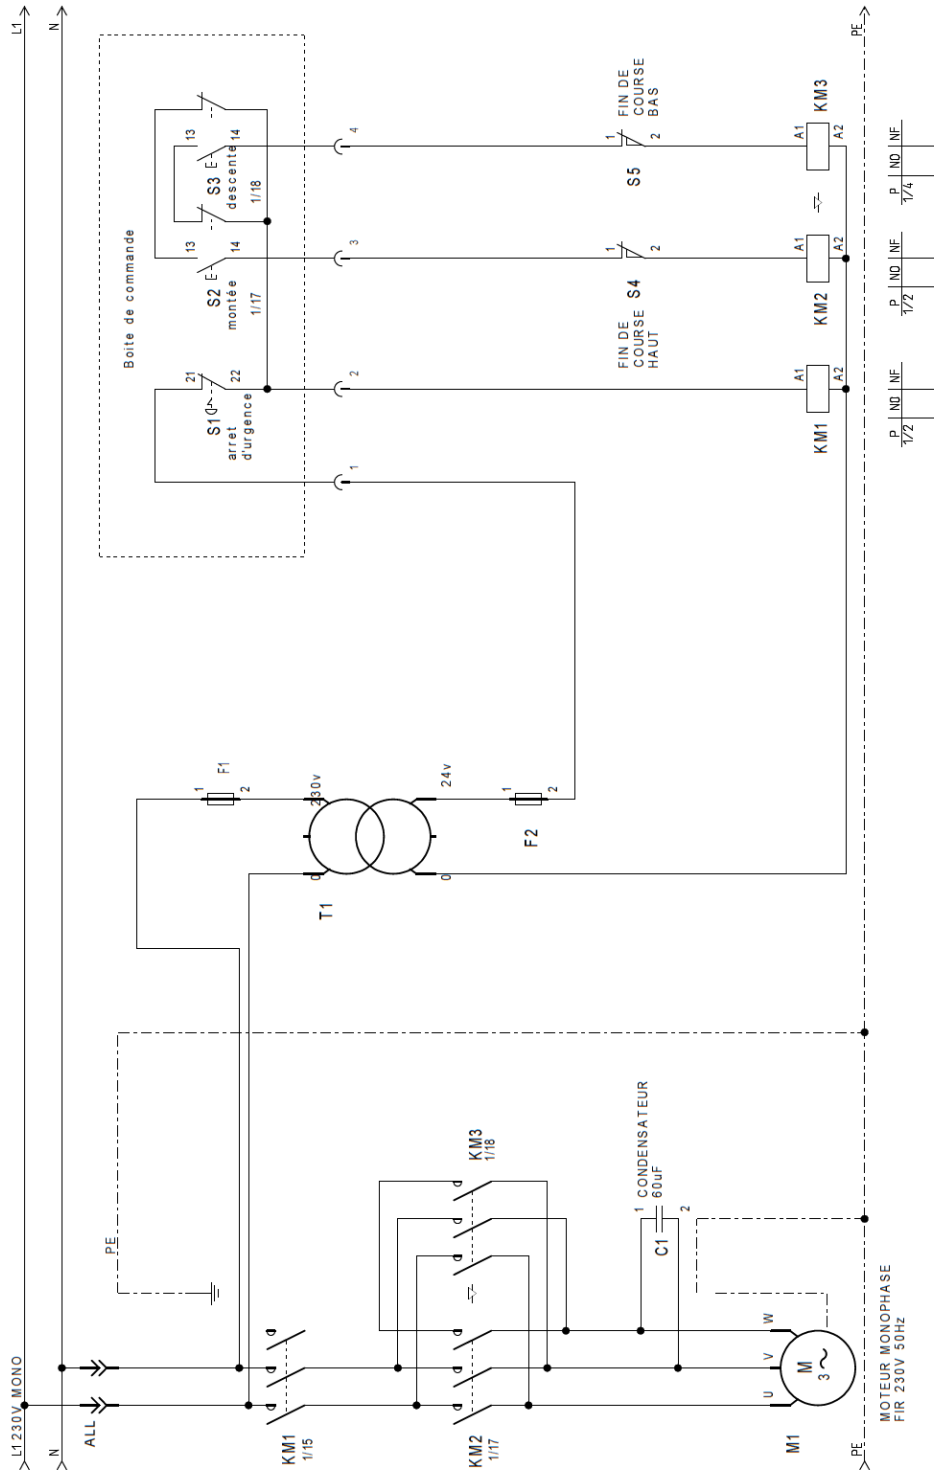 L1
N
PE
L1 230V MONO
N
ALL
PE
PE
KM1
1/15
KM2
1/17
KM3
1/18
1
CONDENSATEUR
60uF
2
C1
U
V
W
M
3~
M1
MOTEUR MONOPHASE
FIR 230V 50Hz
F1
1
2
230v
0
T1
24v
0
F2
1
2
Boite de commande
S1
21
22
arret
d'urgence
S2
13
14
montée
1/17
S3
13
14
descente
1/18
1
2
3
4
FIN DE
COURSE
HAUT
S4
1
2
FIN DE
COURSE
BAS
S5
1
2
KM1
A1
A2
KM2
A1
A2
KM3
A1
A2
P NO NF
1/2
P NO NF
1/2
P NO NF
1/4